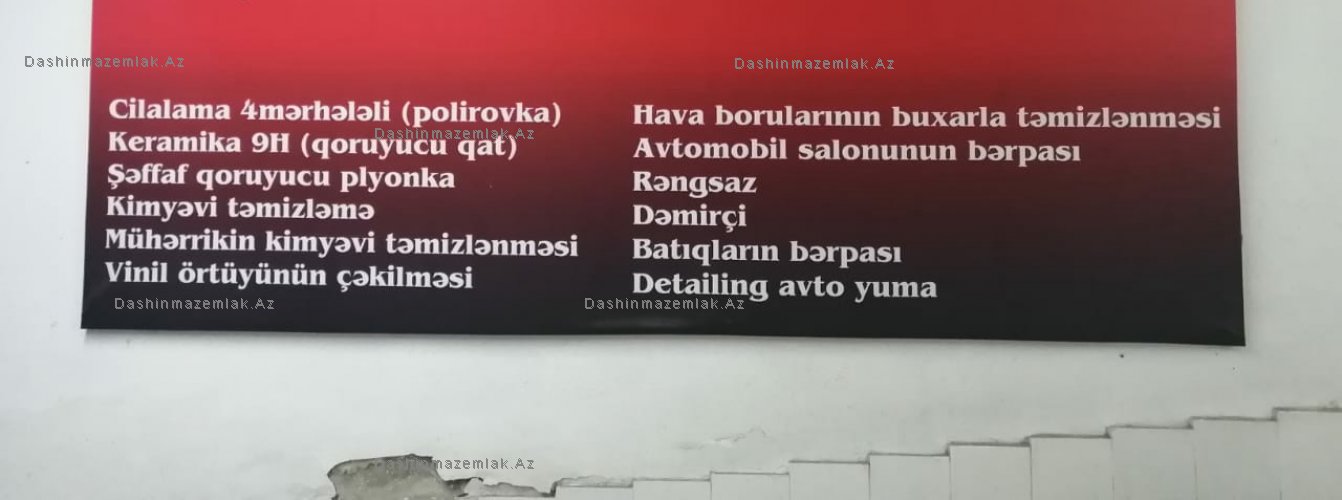 Dashinmazemlak.Az
Dashinmazemlak.Az
Cilalama 4mərhələli (polirovka)
Keramika 9H (qoruyucu qat)
Şəffaf qoruyucu plyonka
Kimyəvi təmizləmə
Mühərrikin kimyəvi təmizlənməsi
Vinil örtüyünün çəkilməsi
Dashinmazemlak.Az
Hava borularının buxarla təmizlənməsi
Avtomobil salonunun bərpası
Rəngsaz
Dəmirçi
Batıqların bərpası
Detailing avto yuma
Dashinmazemlak.Az
Dashinmazemlak.Az
Dashinmazemlak.Az